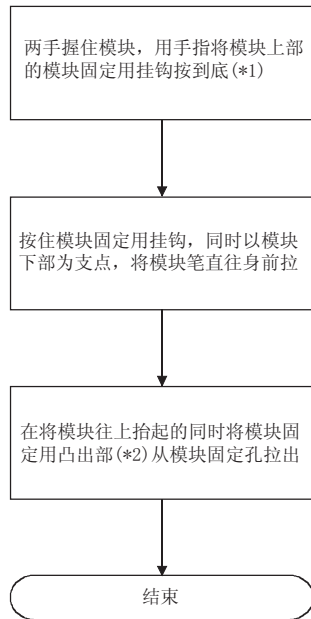 两手握住模块，用手指将模块上部
的模块固定用挂钩按到底(*1)
按住模块固定用挂钩，同时以模块
下部为支点，将模块笔直往身前拉
在将模块往上抬起的同时将模块固
定用凸出部(*2)从模块固定孔拉出
结束